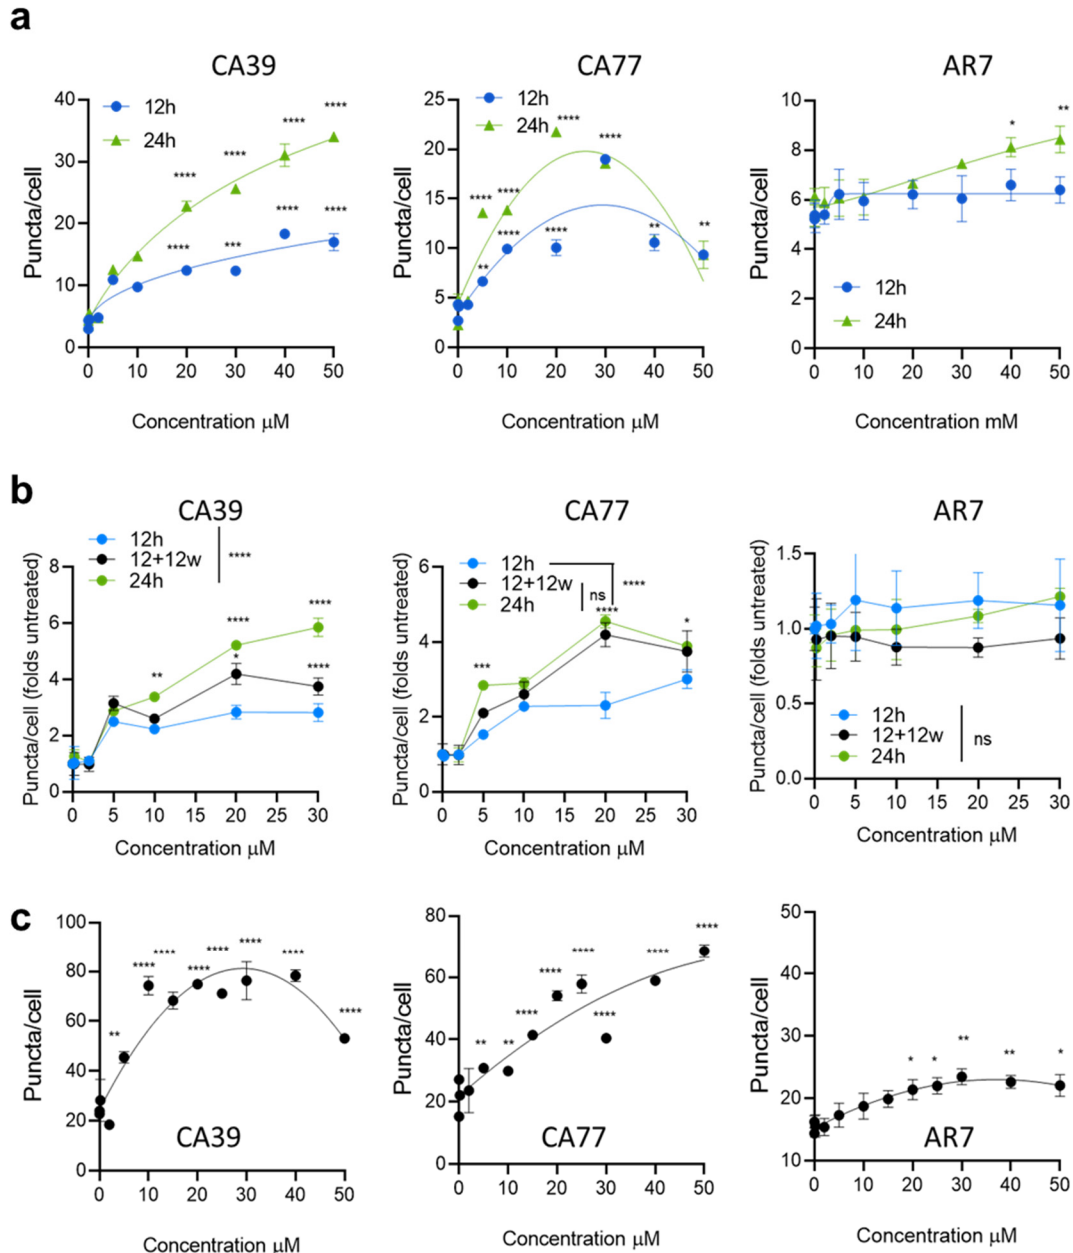 a
CA39
CA77
AR7
12h
24h
Puncta/cell
40
30
20
10
0
**** **** *** **** ****
**** **** **** ****
0 10 20 30 40 50
Concentration μM
12h
24h
Puncta/cell
25
20
15
10
5
0
**** ****
**** ****
** **** **** ** **
0 10 20 30 40 50
Concentration μM
Puncta/cell
10
8
6
4
2
0
* **
12h
24h
0 10 20 30 40 50
Concentration mM
b
CA39
CA77
AR7
12h
12+12w
24h
****
Puncta/cell (folds untreated)
8
6
4
2
0
** **** ****
* ****
0 5 10 15 20 25 30
Concentration μM
12h
12+12w
24h
ns
****
Puncta/cell (folds untreated)
6
4
2
0
*** **** *
0 5 10 15 20 25 30
Concentration μM
Puncta/cell (folds untreated)
1.5
1.0
0.5
0.0
12h
12+12w
24h
ns
0 5 10 15 20 25 30
Concentration μM
c
Puncta/cell
100
80
60
40
20
0
** **** **** **** **** **** **** ****
CA39
0 10 20 30 40 50
Concentration μM
Puncta/cell
80
60
40
20
0
** ** **** **** **** **** **** ****
CA77
0 10 20 30 40 50
Concentration μM
Puncta/cell
50
40
30
20
10
* * ** ** *
AR7
0 10 20 30 40 50
Concentration μM